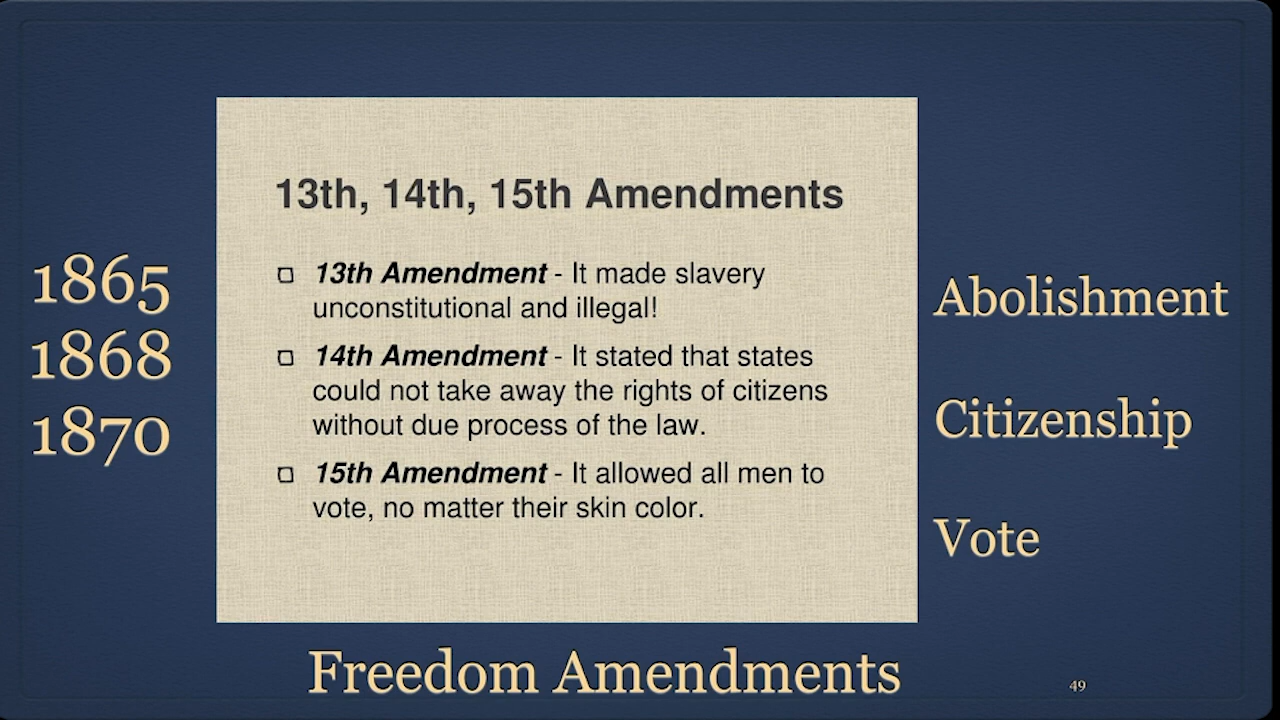 13th, 14th, 15th Amendments
1865
1868
1870
13th Amendment - It made slavery
unconstitutional and illegal!
14th Amendment - It stated that states
could not take away the rights of citizens
without due process of the law.
15th Amendment - It allowed all men to
vote, no matter their skin color.
Abolishment
Citizenship
Vote
Freedom Amendments
49